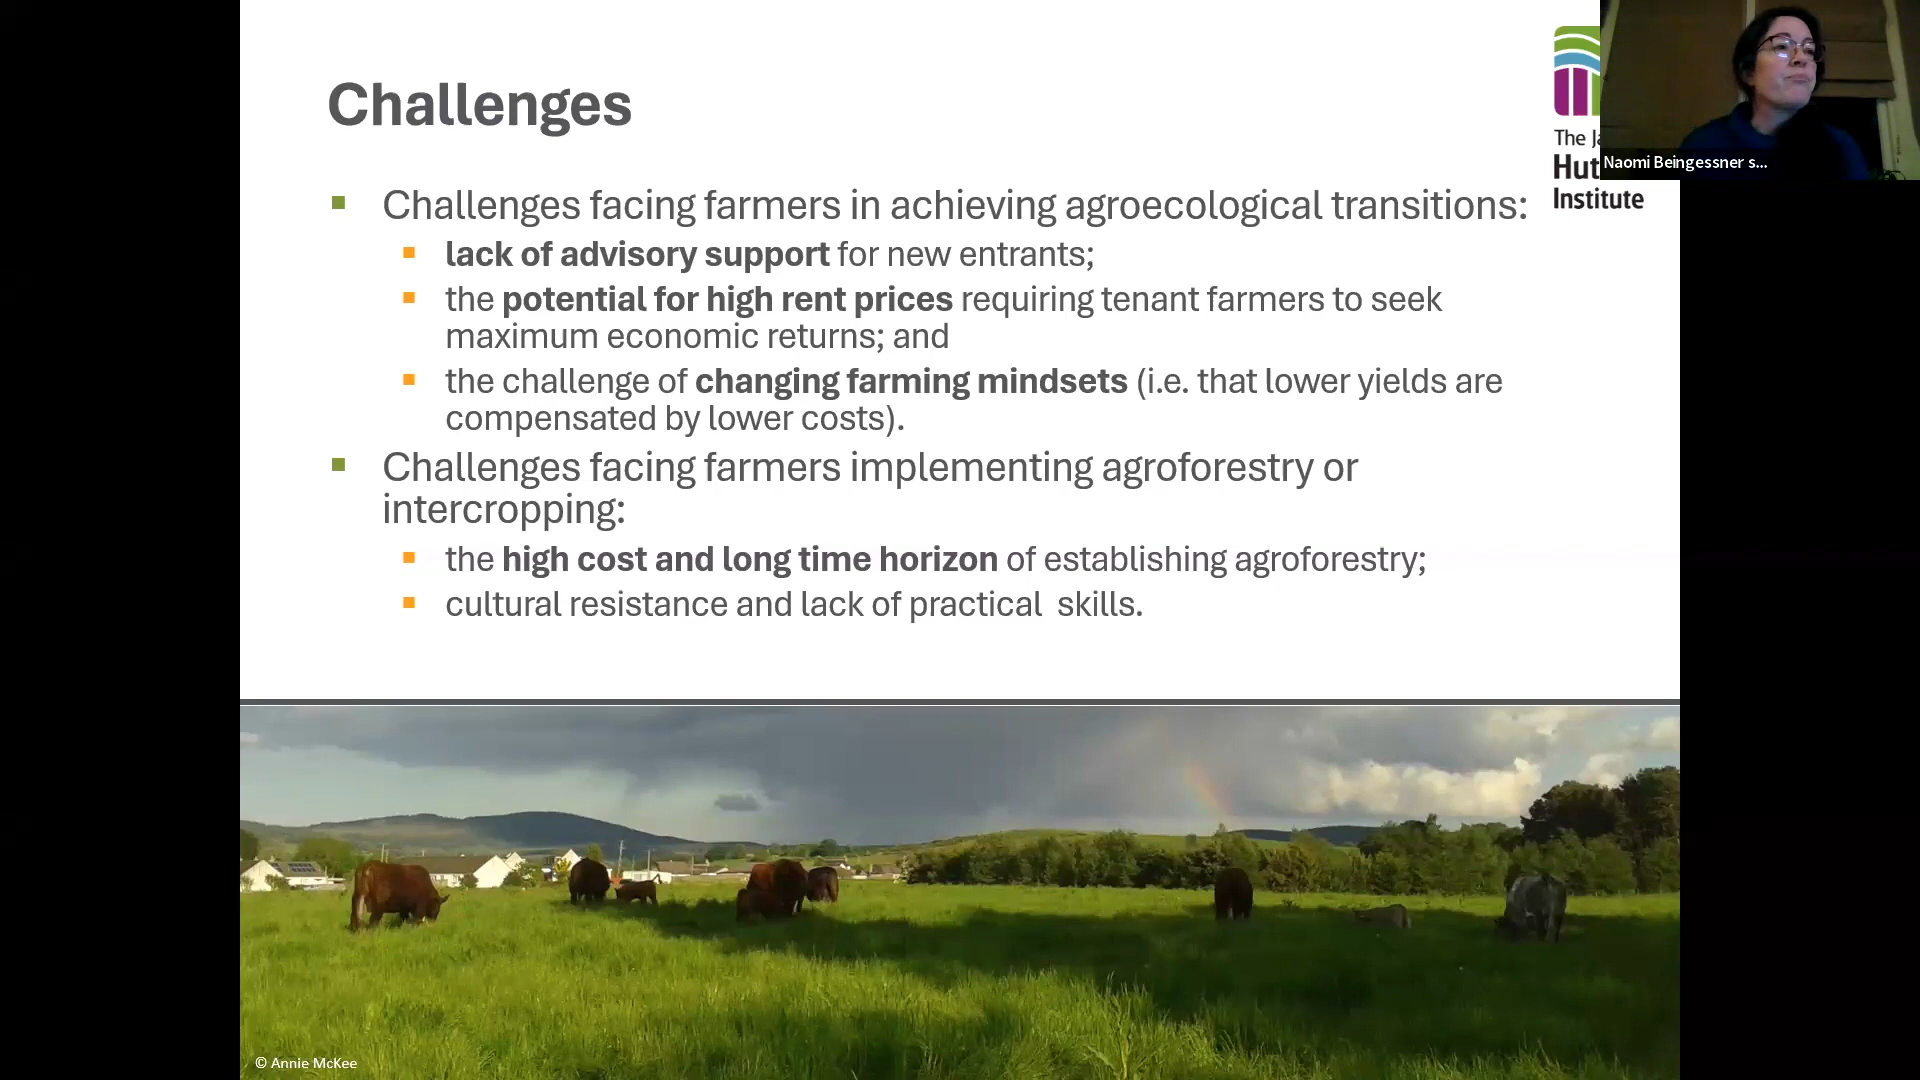 Challenges
Challenges facing farmers in achieving agroecological transitions:
lack of advisory support for new entrants;
the potential for high rent prices requiring tenant farmers to seek
maximum economic returns; and
the challenge of changing farming mindsets (i.e. that lower yields are
compensated by lower costs).
Challenges facing farmers implementing agroforestry or
intercropping:
the high cost and long time horizon of establishing agroforestry;
cultural resistance and lack of practical skills.
The Ja
Hut
Institute
Naomi Beingessner s...
© Annie McKee